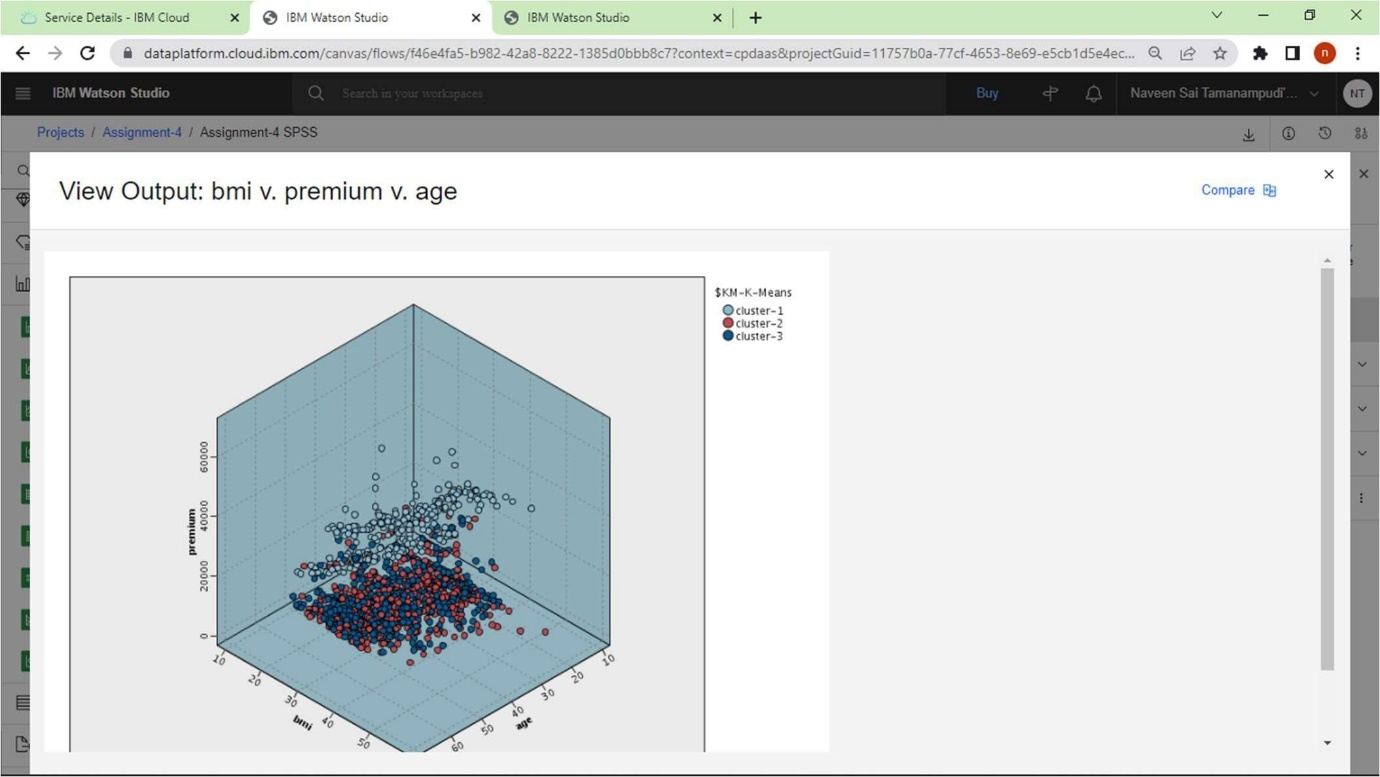 Service Details - IBM Cloud
IBM Watson Studio
IBM Watson Studio
dataplatform.cloud.ibm.com/canvas/flows/f46e4fa5-b982-42a8-8222-1385d0bbb8c7?context=cpdaas&projectGuid=11757b0a-77cf-4653-8e69-e5cb1d5e4ec...
n
IBM Watson Studio
Search in your workspaces
Buy
Naveen Sai Tamanampudi'...
NT
Projects / Assignment-4 / Assignment-4 SPSS
View Output: bmi v. premium v. age
Compare
$KM-K-Means
cluster-1
cluster-2
cluster-3
premium
60000
40000
20000
0
10
20
30
40
50
bmi
60
50
40
30
20
10
age